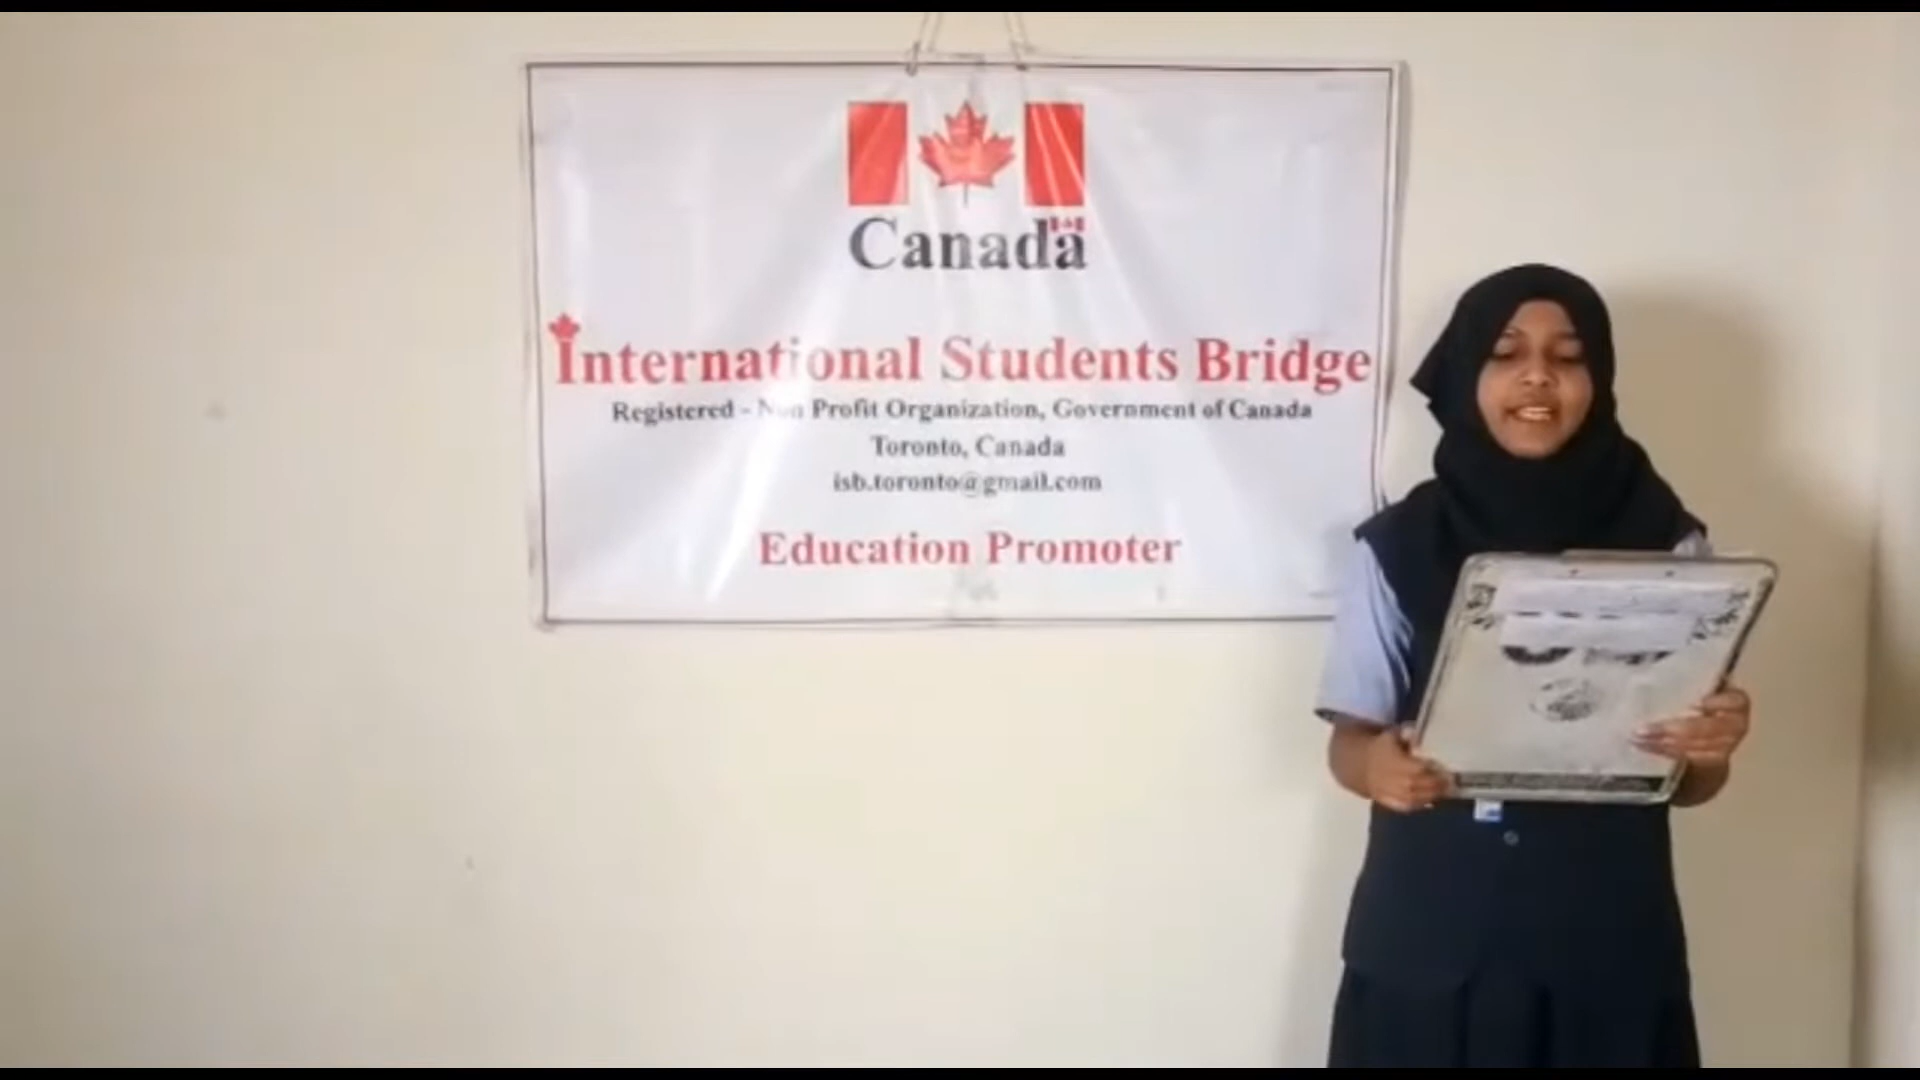 Canada
International Students Bridge
Registered - Non Profit Organization, Government of Canada
Toronto, Canada
isb.toronto@gmail.com
Education Promoter